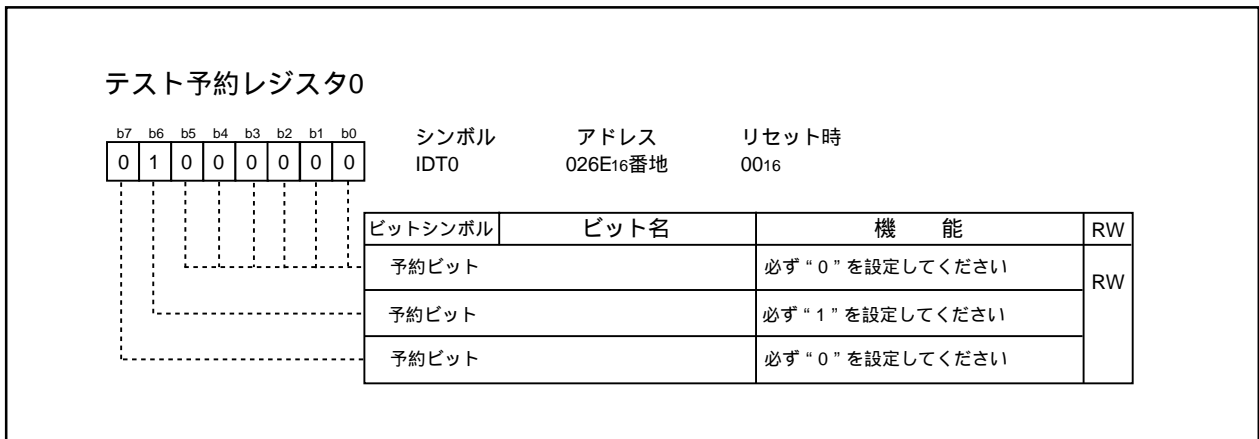 テスト予約レジスタ0
b7 b6 b5 b4 b3 b2 b1 b0 シンボル アドレス リセット時
0 1 0 0 0 0 0 0 IDT0 026E16番地 0016
ビットシンボル ビット名 機 能 RW
予約ビット 必ず“0”を設定してください RW
予約ビット 必ず“1”を設定してください
予約ビット 必ず“0”を設定してください